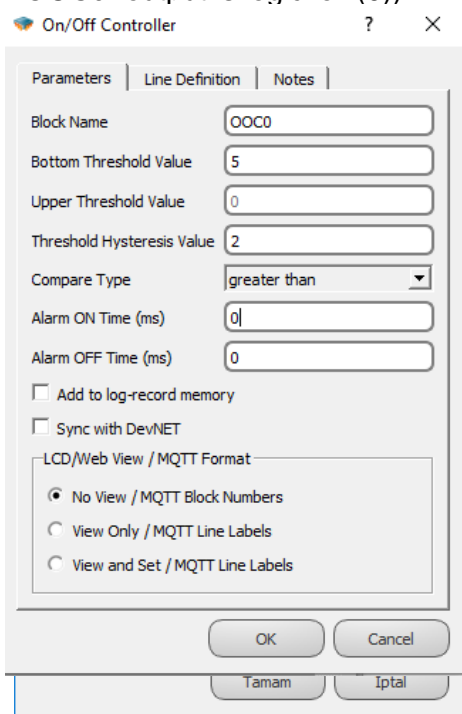 On/Off Controller ? ×
Parameters Line Definition Notes
Block Name OOC0
Bottom Threshold Value 5
Upper Threshold Value 0
Threshold Hysteresis Value 2
Compare Type greater than
Alarm ON Time (ms) 0
Alarm OFF Time (ms) 0
Add to log-record memory
Sync with DevNET
LCD/Web View / MQTT Format
No View / MQTT Block Numbers
View Only / MQTT Line Labels
View and Set / MQTT Line Labels
OK Cancel
Tamam İptal